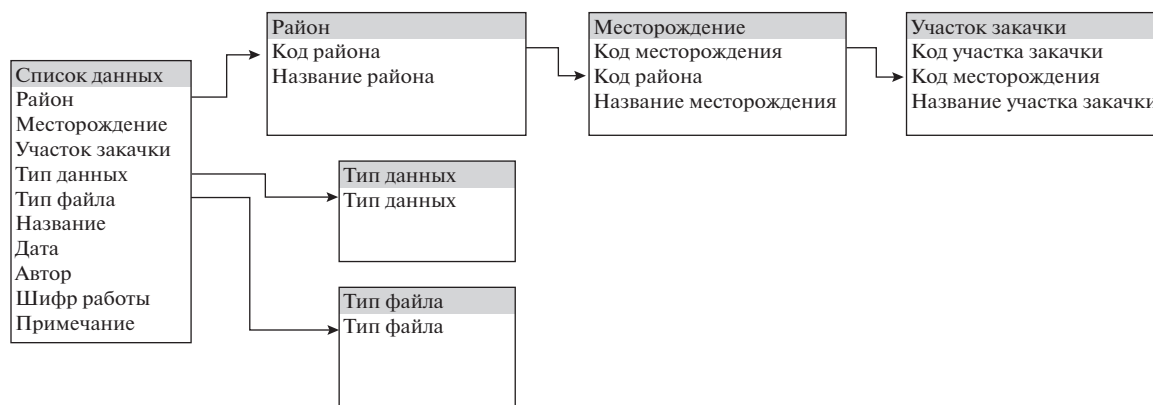 Список данных
Район
Месторождение
Участок закачки
Тип данных
Тип файла
Название
Дата
Автор
Шифр работы
Примечание
Район
Код района
Название района
Месторождение
Код месторождения
Код района
Название месторождения
Участок закачки
Код участка закачки
Код месторождения
Название участка закачки
Тип данных
Тип данных
Тип файла
Тип файла